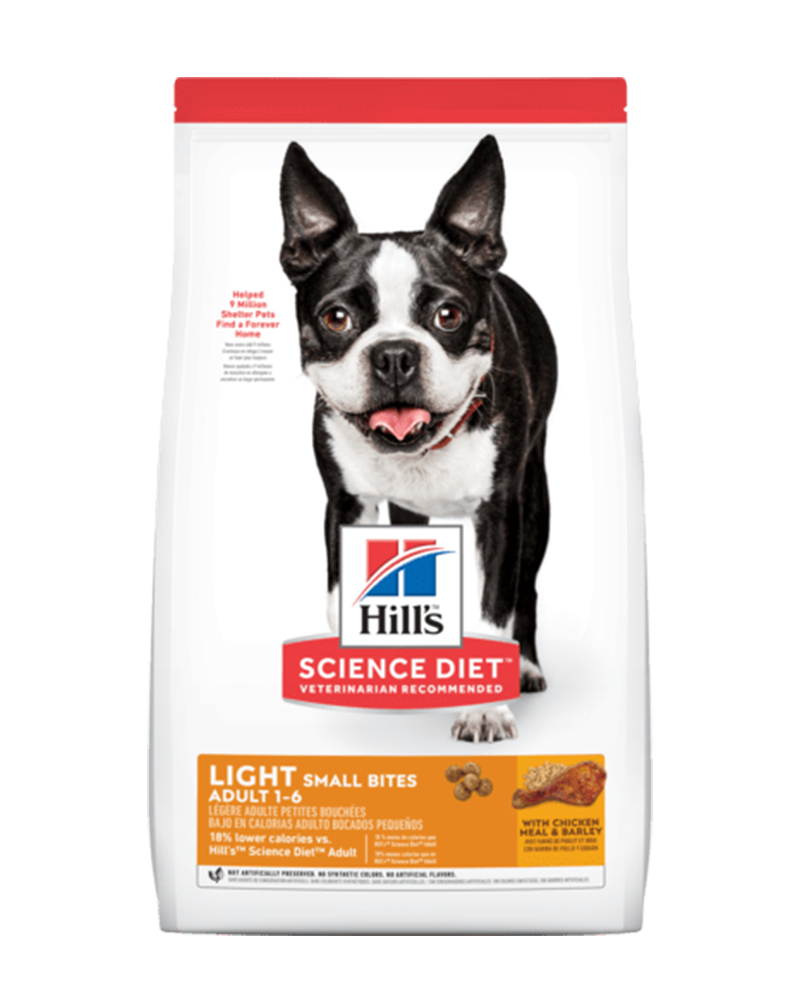 Helped
9 Million
Shelter Pets
Find a Forever
Home
Hill's™
SCIENCE DIET™
VETERINARIAN RECOMMENDED
LIGHT SMALL BITES
ADULT 1-6
LÉGÈRE ADULTE PETITES BOUCHÉES
BAJO EN CALORIAS ADULTO BOCADOS PEQUEÑOS
18% lower calories vs.
Hill's™ Science Diet™ Adult
WITH CHICKEN
MEAL & BARLEY
NOT ARTIFICIALLY PRESERVED. NO SYNTHETIC COLORS. NO ARTIFICIAL FLAVORS.